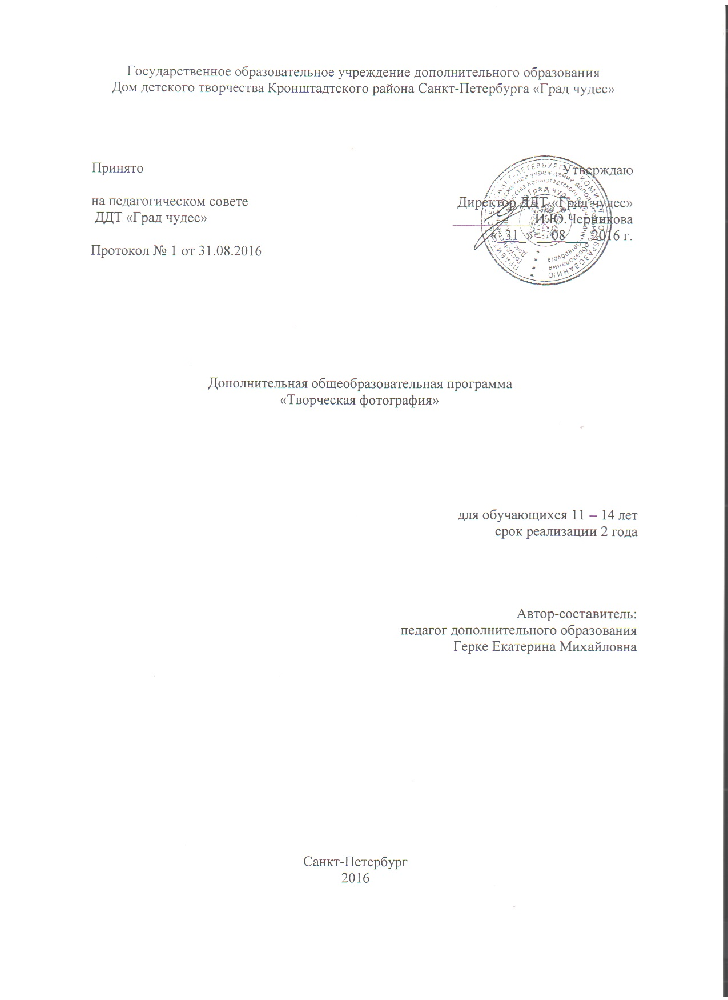 Государственное образовательное учреждение дополнительного образования
Дом детского творчества Кронштадтского района Санкт-Петербурга «Град чудес»
Принято
на педагогическом совете
ДДТ «Град чудес»
Протокол № 1 от 31.08.2016
Утверждаю
Директор ДДТ «Град чудес»
____________И.Ю.Черникова
«_31_» __08___2016 г.
Дополнительная общеобразовательная программа
«Творческая фотография»
для обучающихся 11 – 14 лет
срок реализации 2 года
Автор-составитель:
педагог дополнительного образования
Герке Екатерина Михайловна
Санкт-Петербург
2016